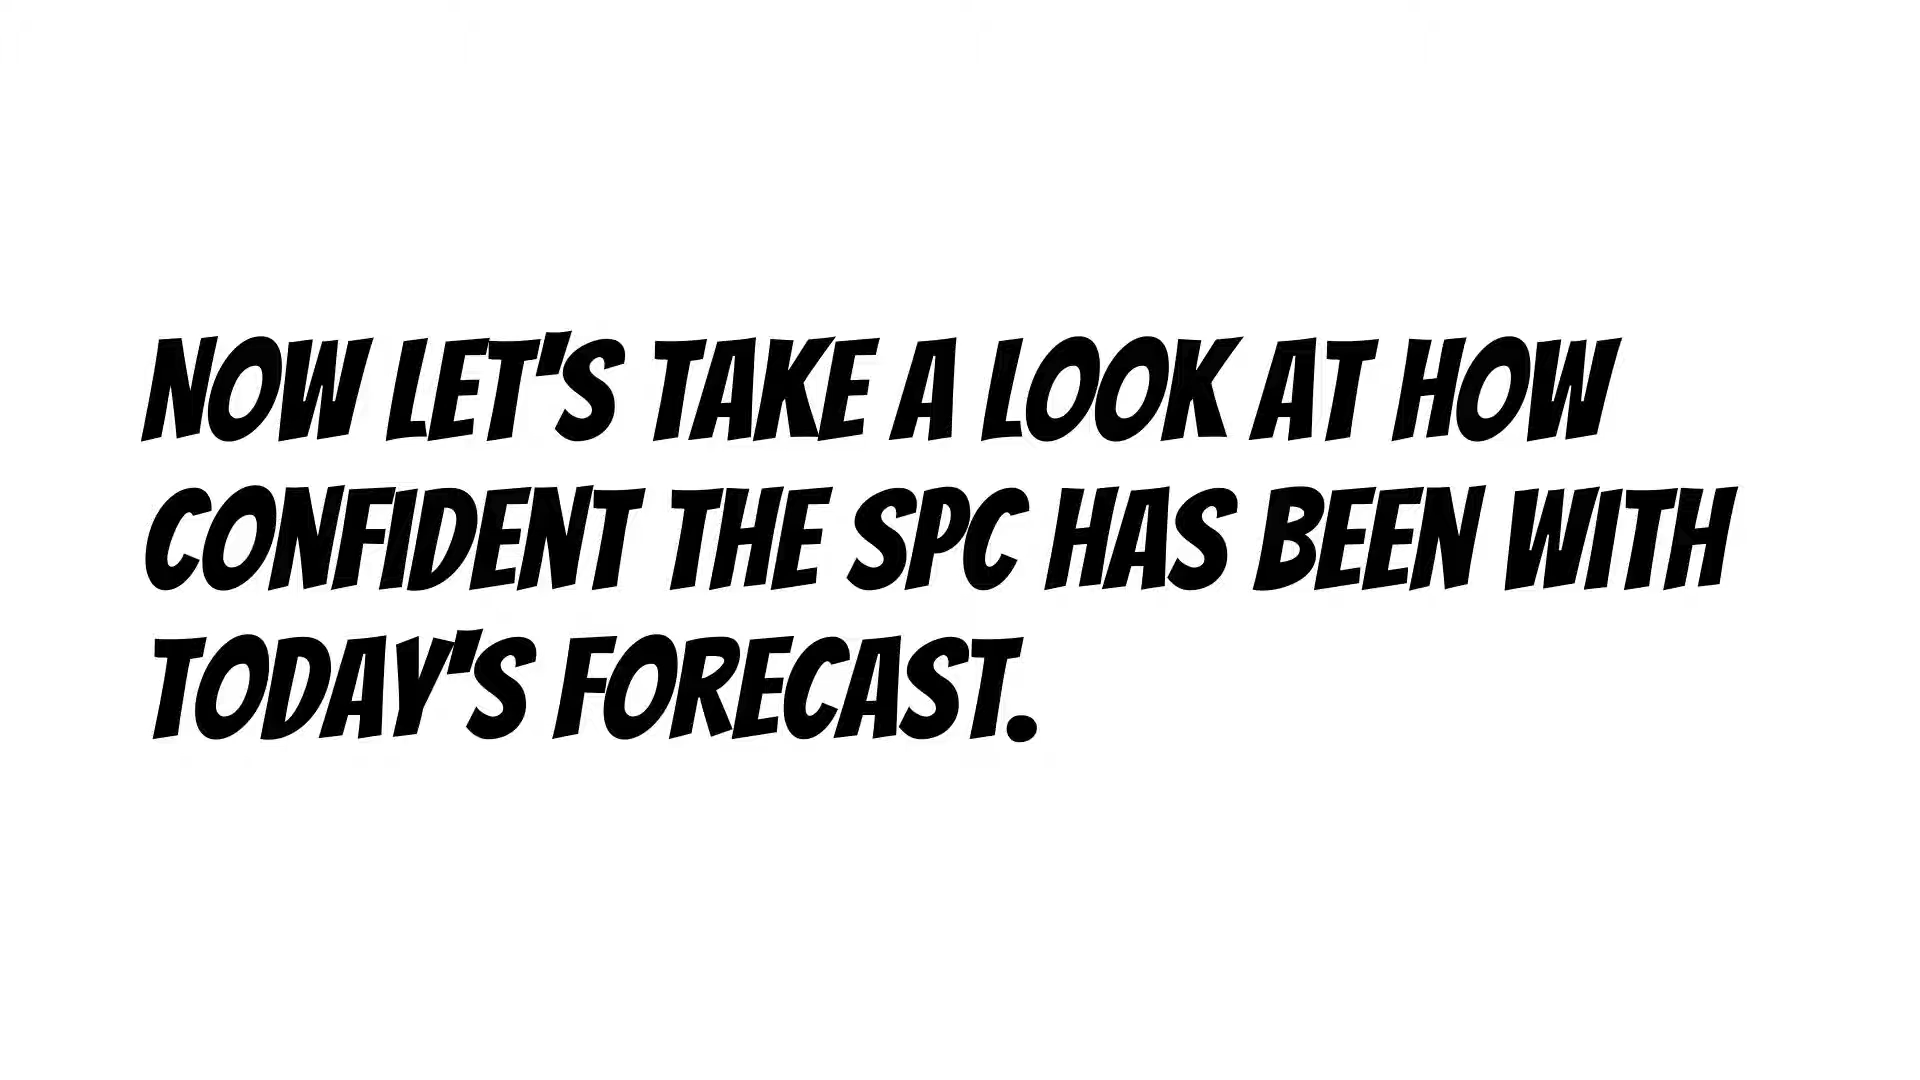 NOW LET'S TAKE A LOOK AT HOW
CONFIDENT THE SPC HAS BEEN WITH
TODAY'S FORECAST.